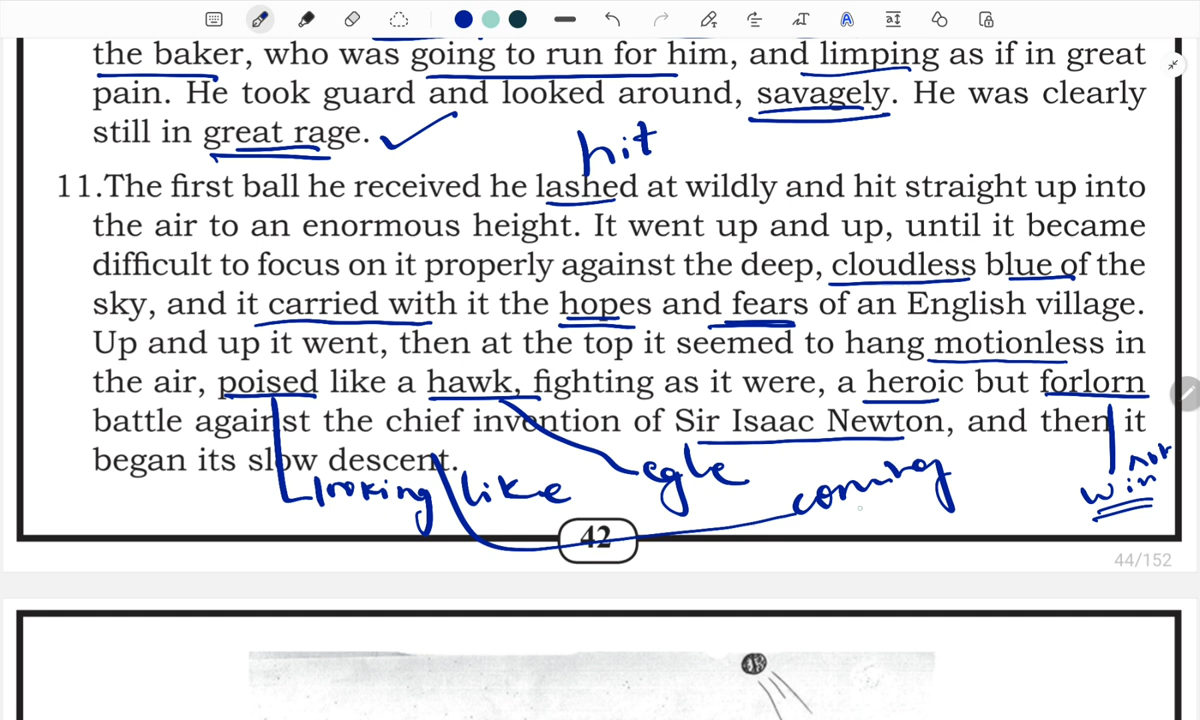 the baker, who was going to run for him, and limping as if in great
pain. He took guard and looked around, savagely. He was clearly
still in great rage.
hit
11.The first ball he received he lashed at wildly and hit straight up into
the air to an enormous height. It went up and up, until it became
difficult to focus on it properly against the deep, cloudless blue of the
sky, and it carried with it the hopes and fears of an English village.
Up and up it went, then at the top it seemed to hang motionless in
the air, poised like a hawk, fighting as it were, a heroic but forlorn
battle against the chief invention of Sir Isaac Newton, and then it
began its slow descent.
looking like
egle
coming
not
win
42
44/152